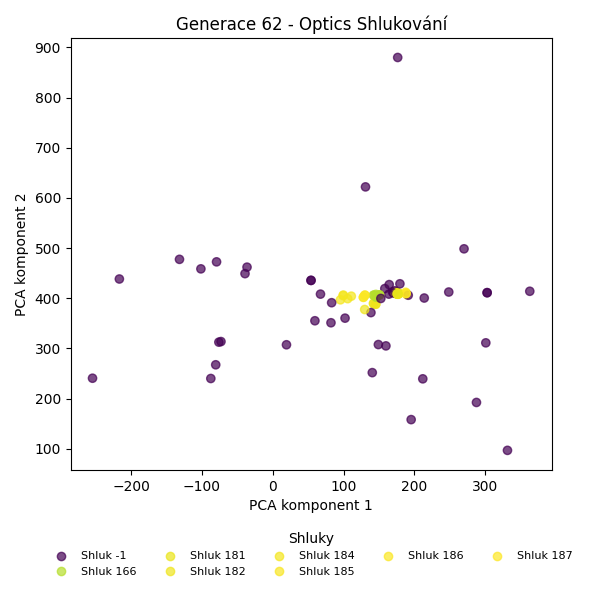 Generace 62 - Optics Shlukování
PCA komponent 2
900
800
700
600
500
400
300
200
100
−200 −100 0 100 200 300
PCA komponent 1
Shluky
Shluk -1 Shluk 181 Shluk 184 Shluk 186 Shluk 187
Shluk 166 Shluk 182 Shluk 185